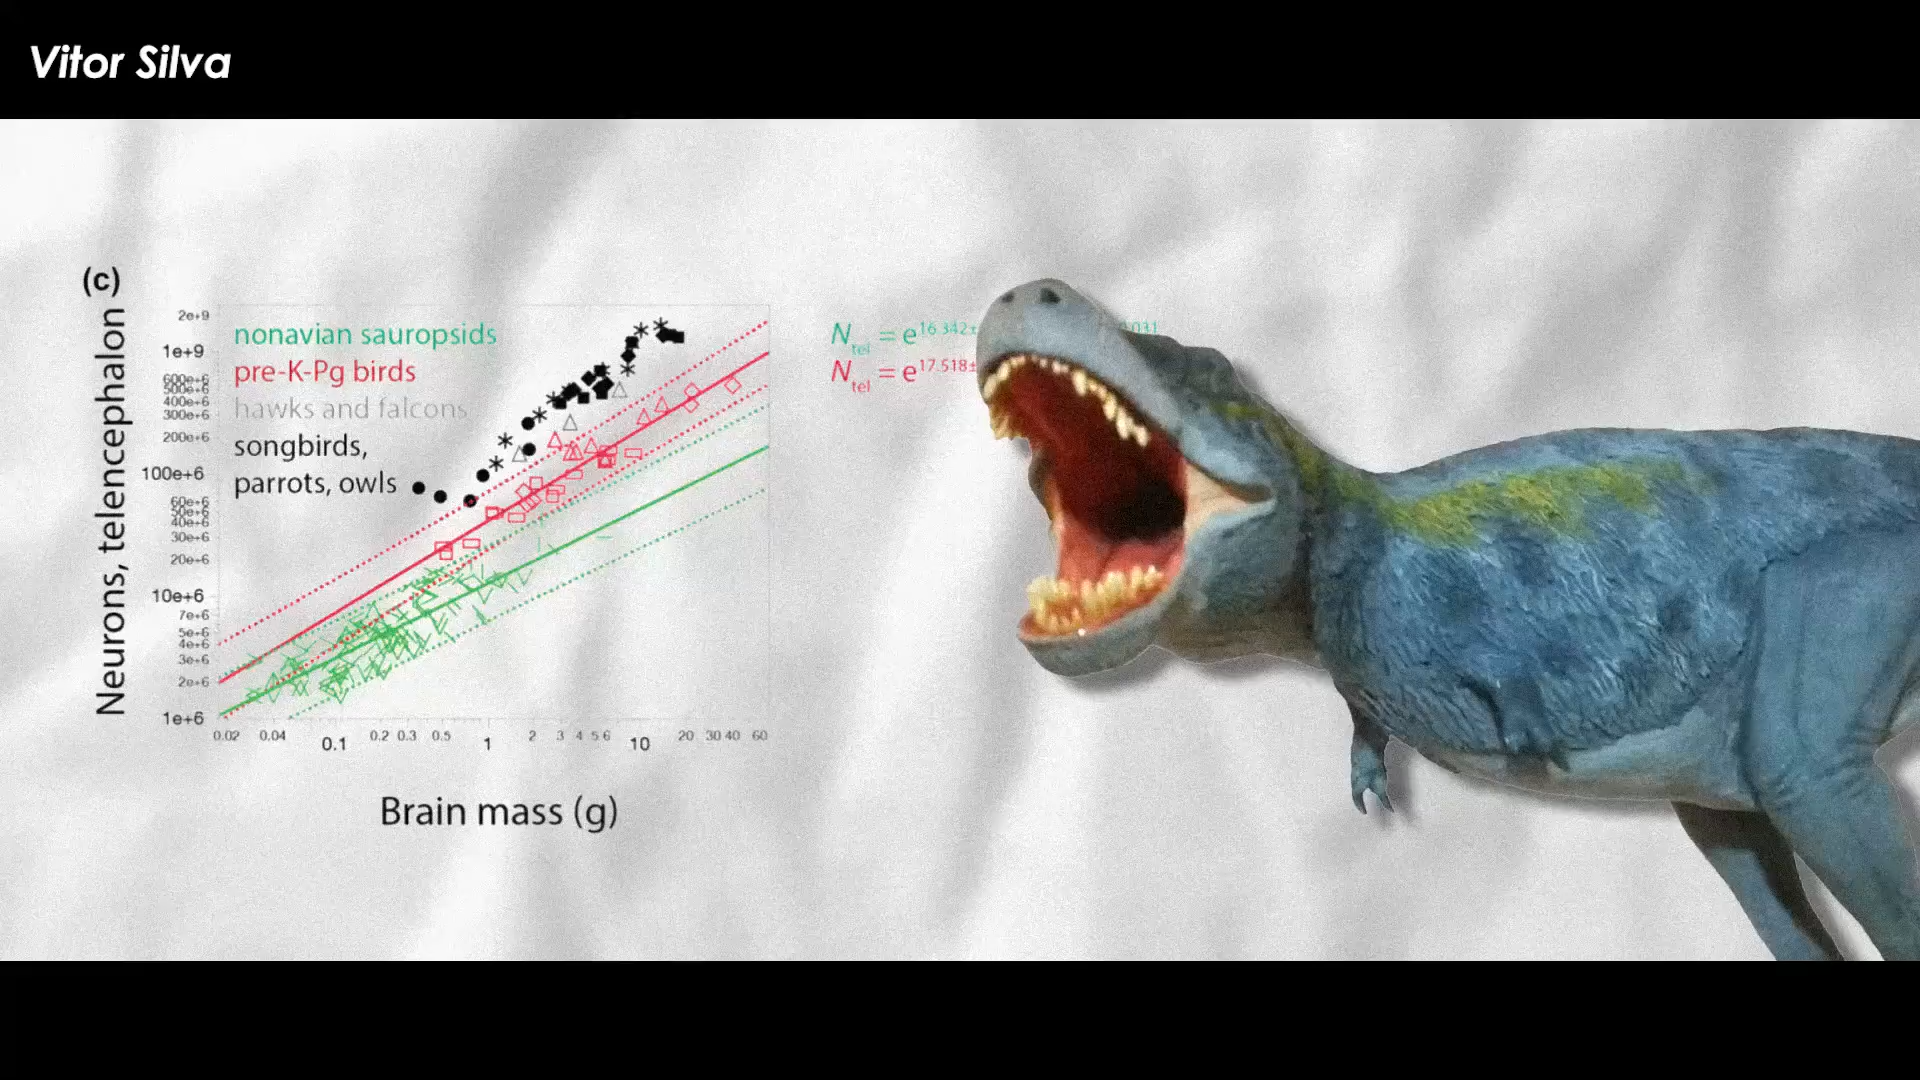 Vitor Silva
(c)
Neurons, telencephalon
2e+9
1e+9
600e+6
500e+6
400e+6
300e+6
200e+6
100e+6
60e+6
50e+6
40e+6
30e+6
20e+6
10e+6
7e+6
5e+6
4e+6
3e+6
2e+6
1e+6
nonavian sauropsids
pre-K-Pg birds
hawks and falcons
songbirds,
parrots, owls
N tel = e 16.342±
N tel = e 17.518±
0.02 0.04 0.1 0.2 0.3 0.5 1 2 3 4 5 6 10 20 30 40 60
Brain mass (g)